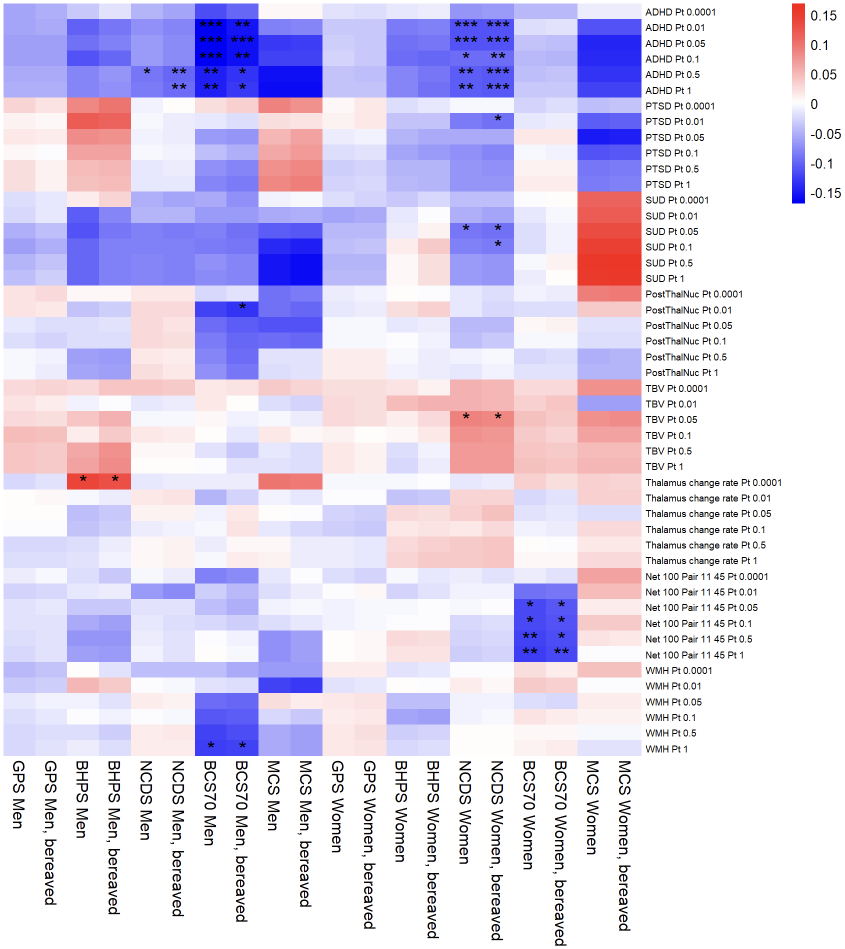 ADHD Pt 0.0001
*** ** *** *** ADHD Pt 0.01
*** *** *** *** ADHD Pt 0.05
*** ** * ** ADHD Pt 0.1
* ** ** * ** *** ADHD Pt 0.5
** ** * ** *** ADHD Pt 1
PTSD Pt 0.0001
* PTSD Pt 0.01
PTSD Pt 0.05
PTSD Pt 0.1
PTSD Pt 0.5
PTSD Pt 1
SUD Pt 0.0001
SUD Pt 0.01
* * SUD Pt 0.05
* SUD Pt 0.1
SUD Pt 0.5
SUD Pt 1
PostThalNuc Pt 0.0001
* PostThalNuc Pt 0.01
PostThalNuc Pt 0.05
PostThalNuc Pt 0.1
PostThalNuc Pt 0.5
PostThalNuc Pt 1
TBV Pt 0.0001
TBV Pt 0.01
* * TBV Pt 0.05
TBV Pt 0.1
TBV Pt 0.5
TBV Pt 1
* * Thalamus change rate Pt 0.0001
Thalamus change rate Pt 0.01
Thalamus change rate Pt 0.05
Thalamus change rate Pt 0.1
Thalamus change rate Pt 0.5
Thalamus change rate Pt 1
Net 100 Pair 11 45 Pt 0.0001
Net 100 Pair 11 45 Pt 0.01
* * Net 100 Pair 11 45 Pt 0.05
* * Net 100 Pair 11 45 Pt 0.1
** * Net 100 Pair 11 45 Pt 0.5
** ** Net 100 Pair 11 45 Pt 1
WMH Pt 0.0001
WMH Pt 0.01
WMH Pt 0.05
WMH Pt 0.1
WMH Pt 0.5
* * WMH Pt 1
GPS Men
GPS Men, bereaved
BHPS Men
BHPS Men, bereaved
NCDS Men
NCDS Men, bereaved
BCS70 Men
BCS70 Men, bereaved
MCS Men
MCS Men, bereaved
GPS Women
GPS Women, bereaved
BHPS Women
BHPS Women, bereaved
NCDS Women
NCDS Women, bereaved
BCS70 Women
BCS70 Women, bereaved
MCS Women
MCS Women, bereaved
0.15
0.1
0.05
0
-0.05
-0.1
-0.15